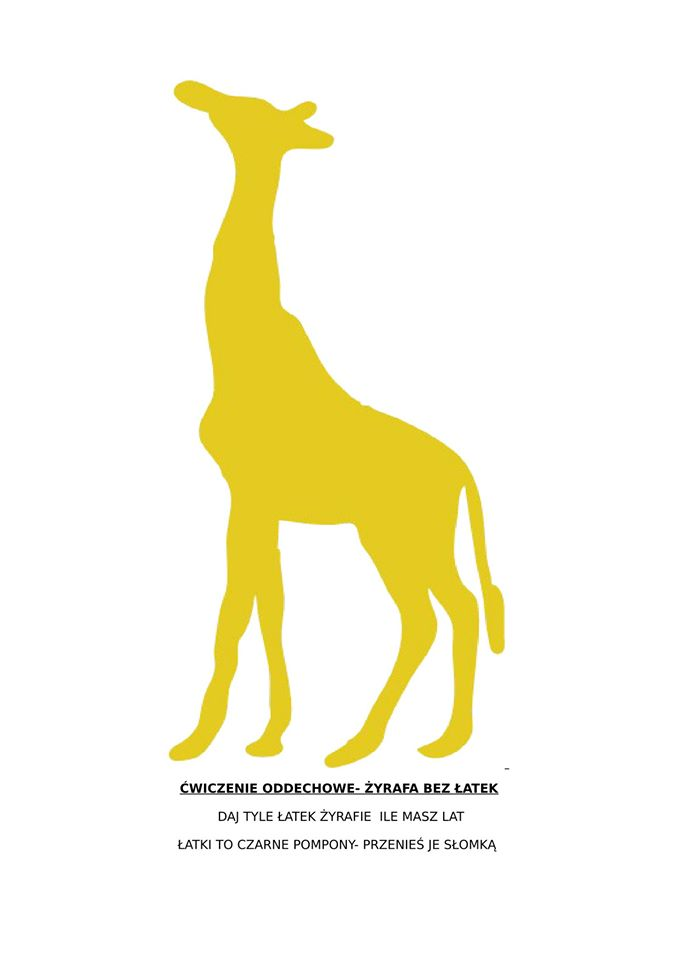 ĆWICZENIE ODDECHOWE- ŻYRAFA BEZ ŁATEK
DAJ TYLE ŁATEK ŻYRAFIE  ILE MASZ LAT
ŁATKI TO CZARNE POMPONY- PRZENIEŚ JE SŁOMKĄ